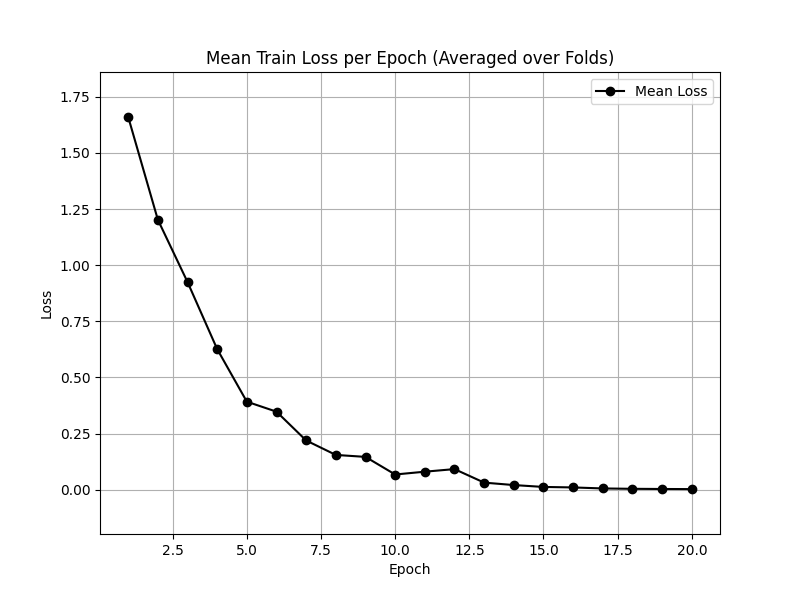 Mean Train Loss per Epoch (Averaged over Folds)
Mean Loss
1.75
1.50
1.25
1.00
0.75
0.50
0.25
0.00
Loss
2.5 5.0 7.5 10.0 12.5 15.0 17.5 20.0
Epoch